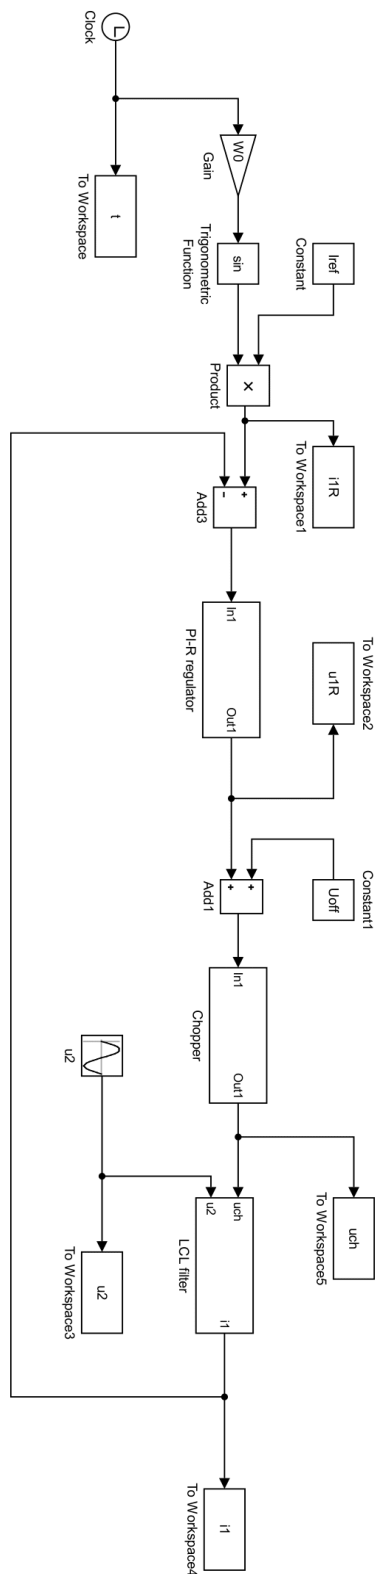 Clock
t
To Workspace
W0
Gain
sin
Trigonometric
Function
Iref
Constant
×
Product
i1R
To Workspace1
+
−
Add3
In1
Out1
PI-R regulator
u1R
To Workspace2
Uoff
Constant1
+
+
Add1
In1
Out1
Chopper
uch
To Workspace5
u2
u2
To Workspace3
uch
u2
i1
LCL filter
i1
To Workspace4